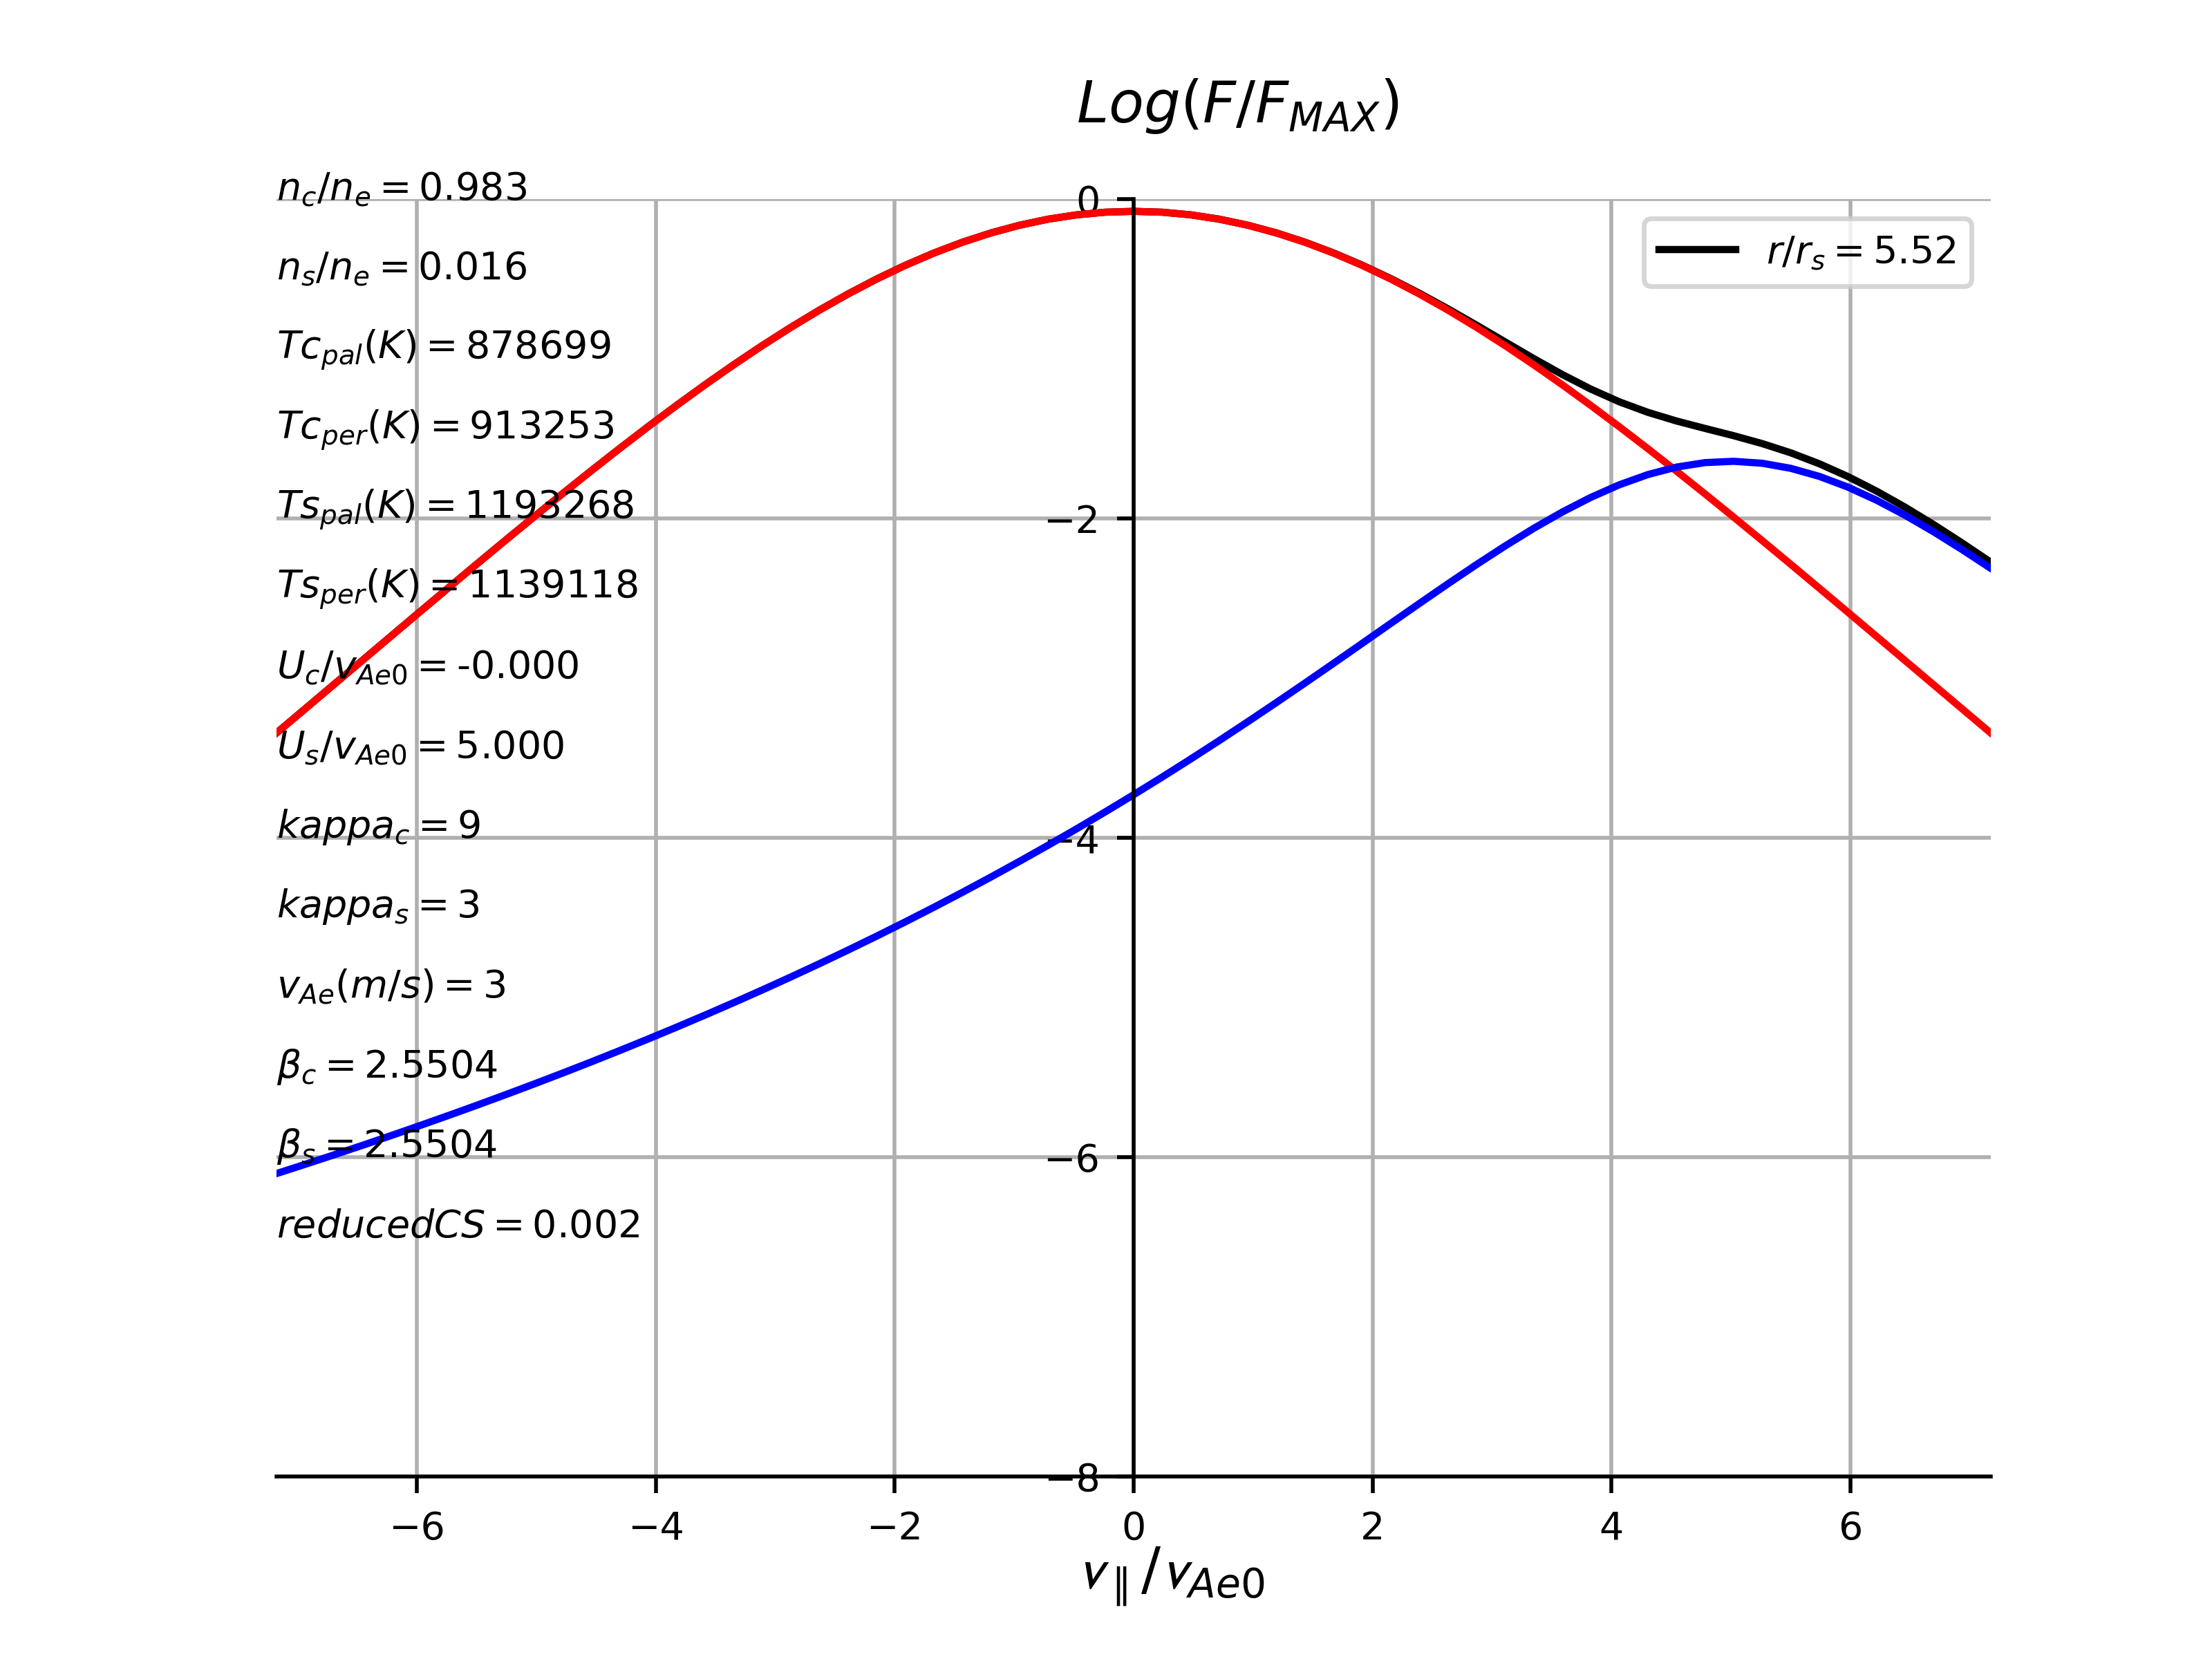 Log(F/F_MAX)
n_c/n_e = 0.983
n_s/n_e = 0.016
Tc_pal(K) = 878699
Tc_per(K) = 913253
Ts_pal(K) = 1193268
Ts_per(K) = 1139118
U_c/v_Ae0 = -0.000
U_s/v_Ae0 = 5.000
kappa_c = 9
kappa_s = 3
v_Ae(m/s) = 3
β_c = 2.5504
β_s = 2.5504
reducedCS = 0.002
r/r_s = 5.52
0
−2
−4
−6
−8
−6 −4 −2 0 2 4 6
v_∥/v_Ae0